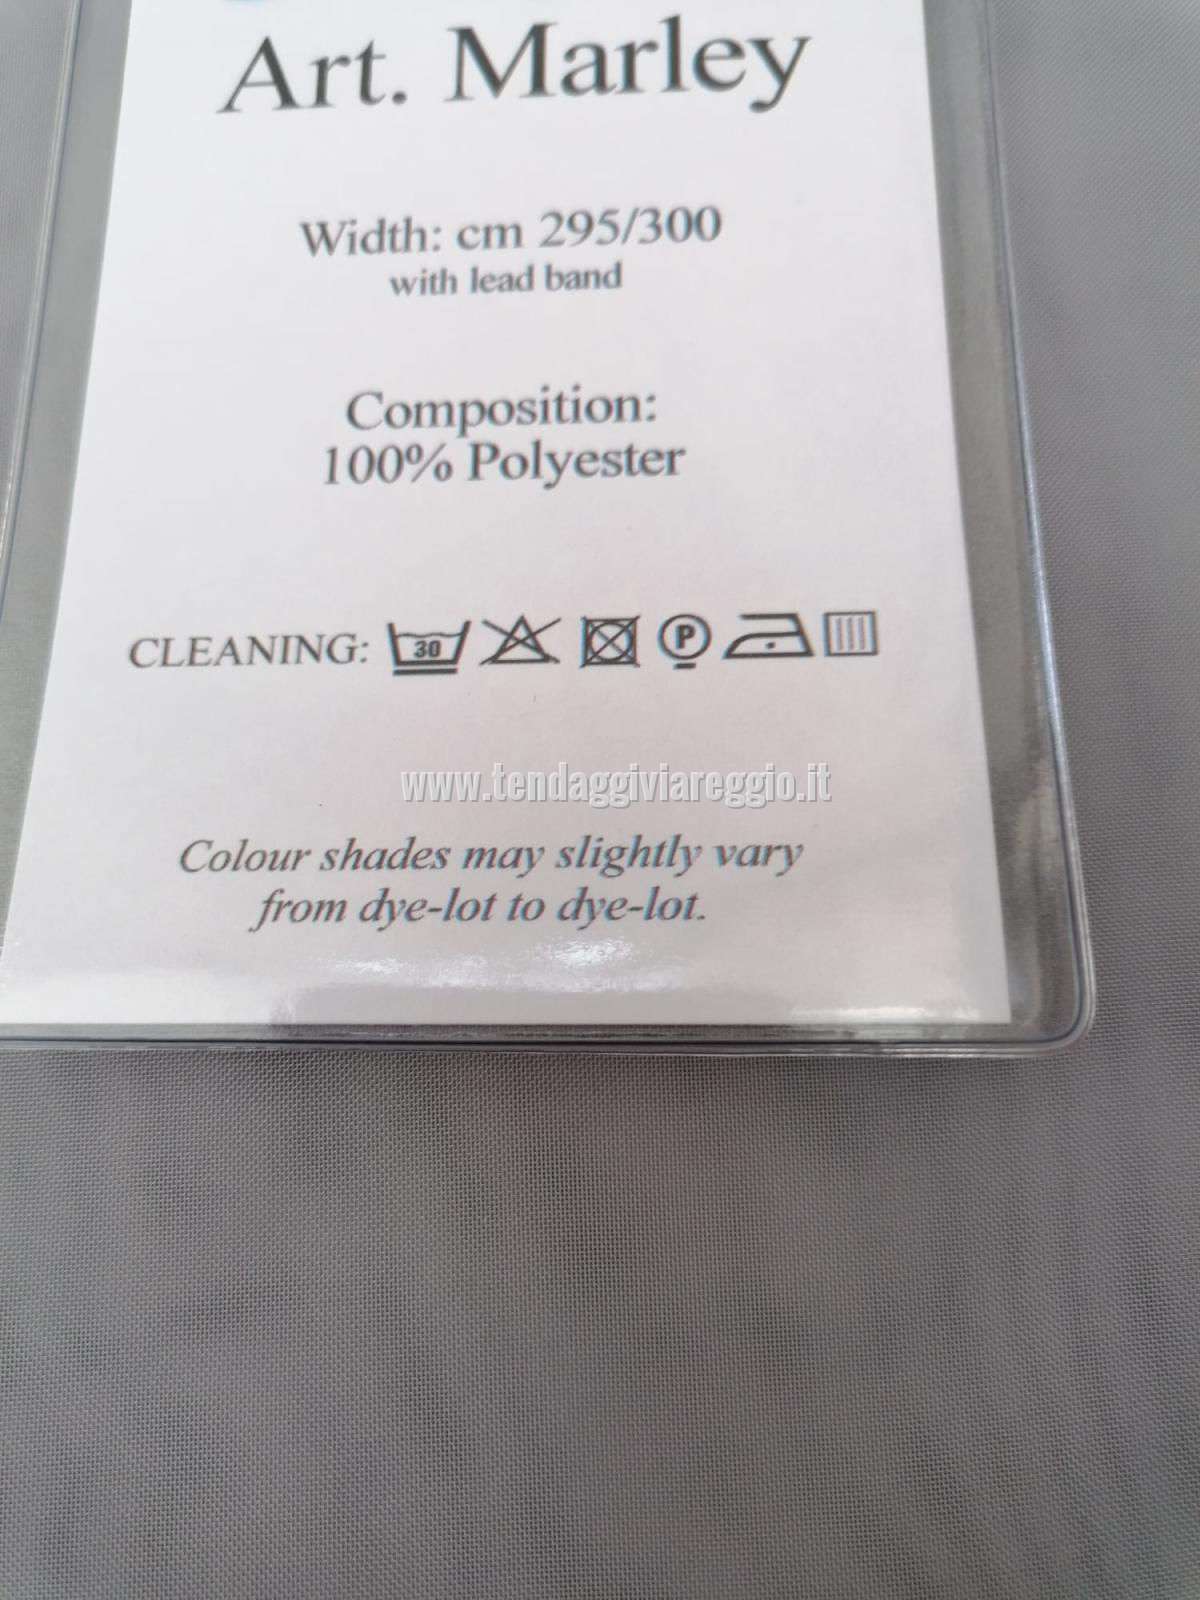 Art. Marley
Width: cm 295/300
with lead band
Composition:
100% Polyester
CLEANING: 30 P
www.tendaggiviareggio.it
Colour shades may slightly vary
from dye-lot to dye-lot.